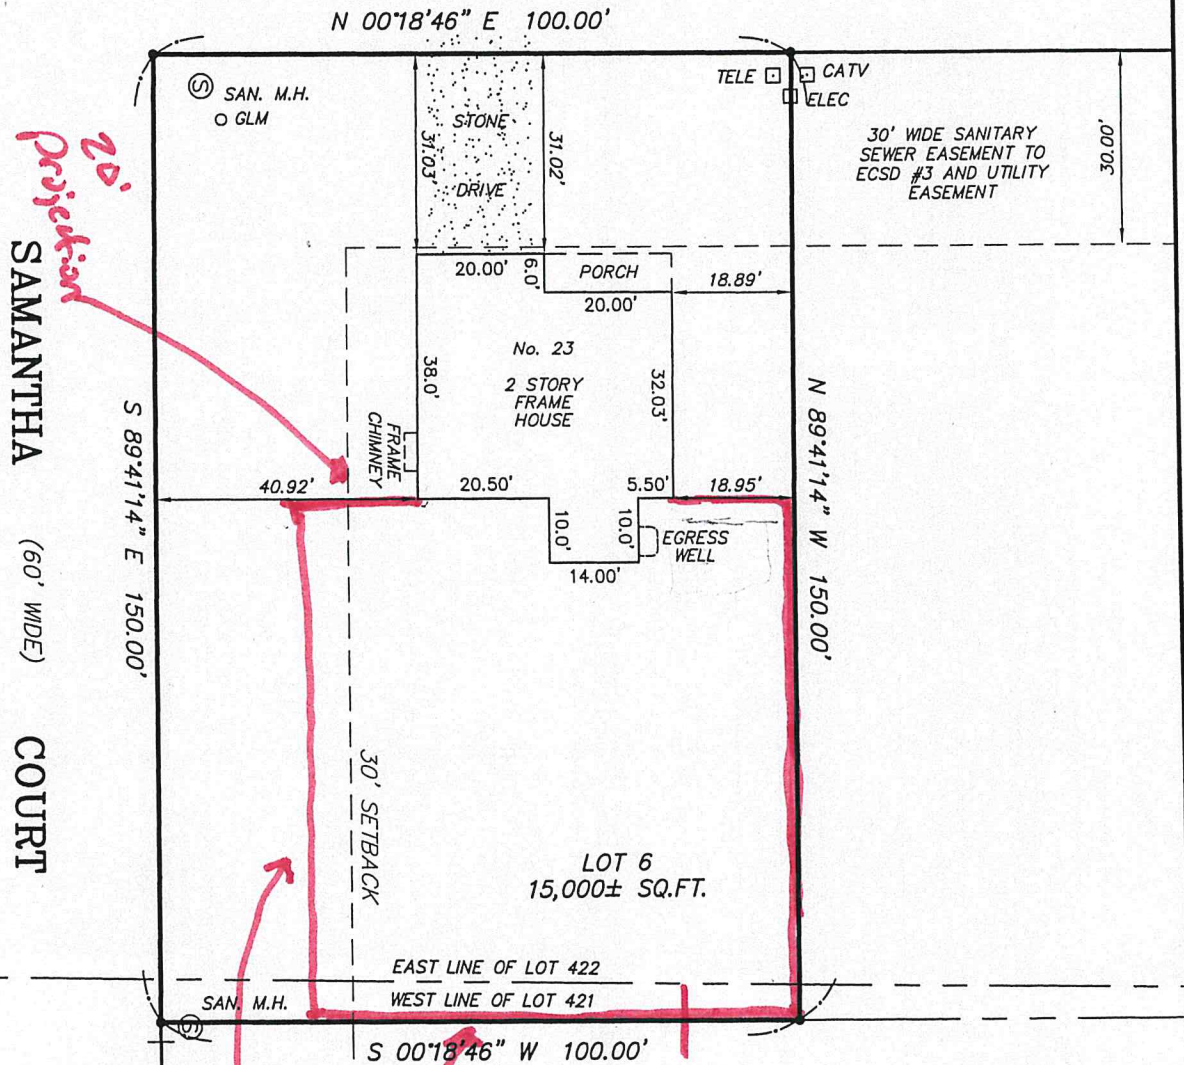 N 00°18'46" E 100.00'
SAN. M.H.
GLM
S
STONE
DRIVE
31.03'
31.02'
TELE
CATV
ELEC
30' WIDE SANITARY
SEWER EASEMENT TO
ECSD #3 AND UTILITY
EASEMENT
30.00'
20'
projection
20.00'
6.0'
PORCH
20.00'
18.89'
No. 23
2 STORY
FRAME
HOUSE
38.0'
32.03'
FRAME
CHIMNEY
40.92'
20.50'
5.50'
18.95'
10.0'
10.0'
14.00'
EGRESS
WELL
SAMANTHA (60' WIDE) COURT
S 89°41'14" E 150.00'
N 89°41'14" W 150.00'
30' SETBACK
LOT 6
15,000± SQ.FT.
EAST LINE OF LOT 422
WEST LINE OF LOT 421
SAN. M.H.
S 00°18'46" W 100.00'